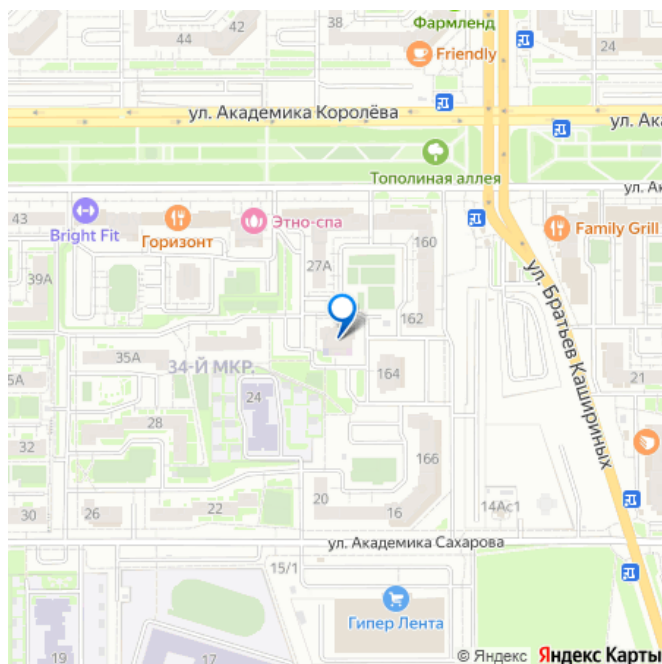 38
Фармленд
42
44
Friendly
24
ул. Академика Королёва
ул. Ака
Тополиная аллея
ул. Ак
43
Bright Fit
Горизонт
Этно-спа
160
Family Grill
27А
39А
ул. Братьев Кашириных
162
35А
34-Й МКР.
164
21
5А
24
28
32
166
20
30
26
22
16
14Ас1
ул. Академика Сахарова
15/1
Гипер Лента
19
17
© Яндекс Яндекс Карты